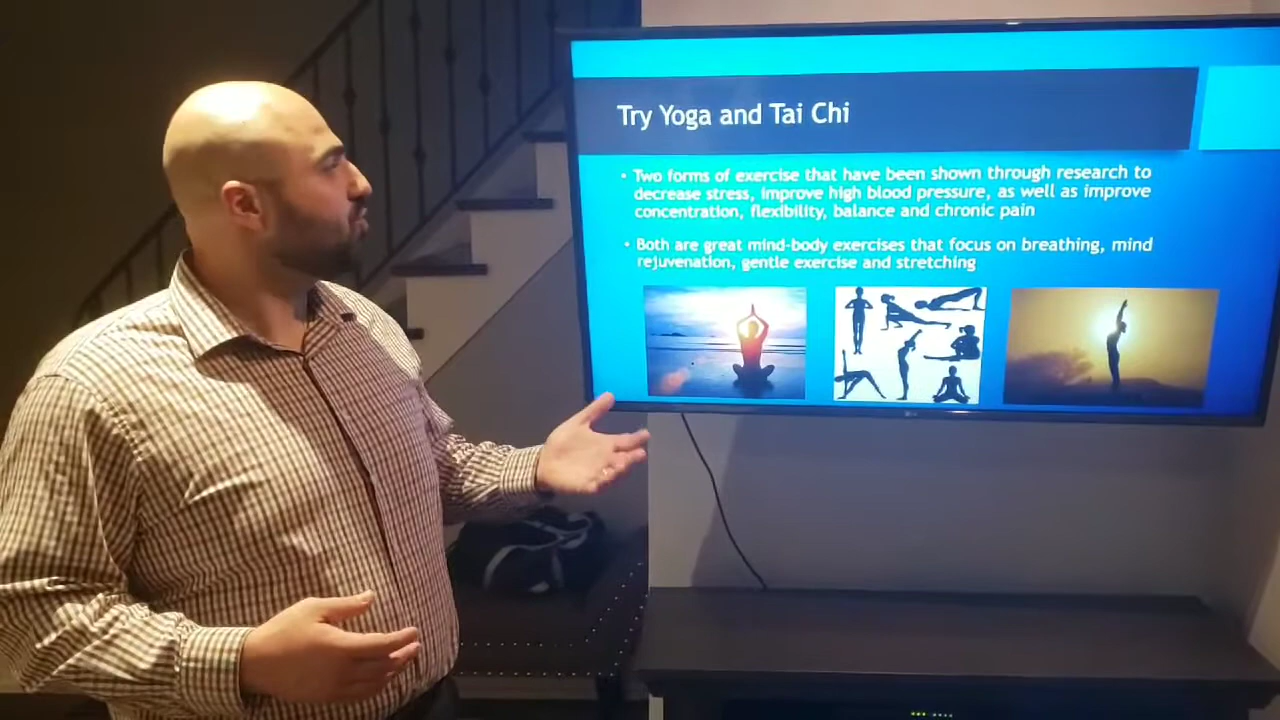 Try Yoga and Tai Chi
• Two forms of exercise that have been shown through research to
decrease stress, improve high blood pressure, as well as improve
concentration, flexibility, balance and chronic pain
• Both are great mind-body exercises that focus on breathing, mind
rejuvenation, gentle exercise and stretching
LG